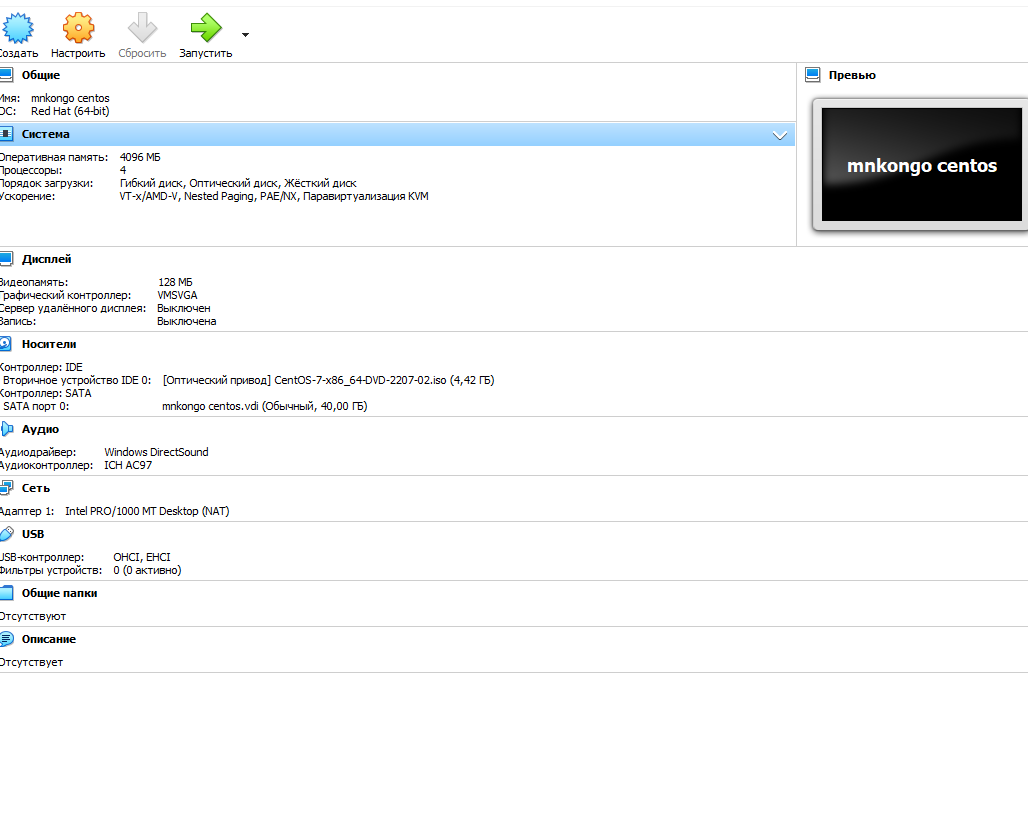 Создать Настроить Сбросить Запустить
Общие
Имя: mnkongo centos
ОС: Red Hat (64-bit)
Система
Оперативная память: 4096 МБ
Процессоры: 4
Порядок загрузки: Гибкий диск, Оптический диск, Жёсткий диск
Ускорение: VT-x/AMD-V, Nested Paging, PAE/NX, Паравиртуализация KVM
Превью
mnkongo centos
Дисплей
Видеопамять: 128 МБ
Графический контроллер: VMSVGA
Сервер удалённого дисплея: Выключен
Запись: Выключена
Носители
Контроллер: IDE
Вторичное устройство IDE 0: [Оптический привод] CentOS-7-x86_64-DVD-2207-02.iso (4,42 ГБ)
Контроллер: SATA
SATA порт 0: mnkongo centos.vdi (Обычный, 40,00 ГБ)
Аудио
Аудиодрайвер: Windows DirectSound
Аудиоконтроллер: ICH AC97
Сеть
Адаптер 1: Intel PRO/1000 MT Desktop (NAT)
USB
USB-контроллер: OHCI, EHCI
Фильтры устройств: 0 (0 активно)
Общие папки
Отсутствуют
Описание
Отсутствует